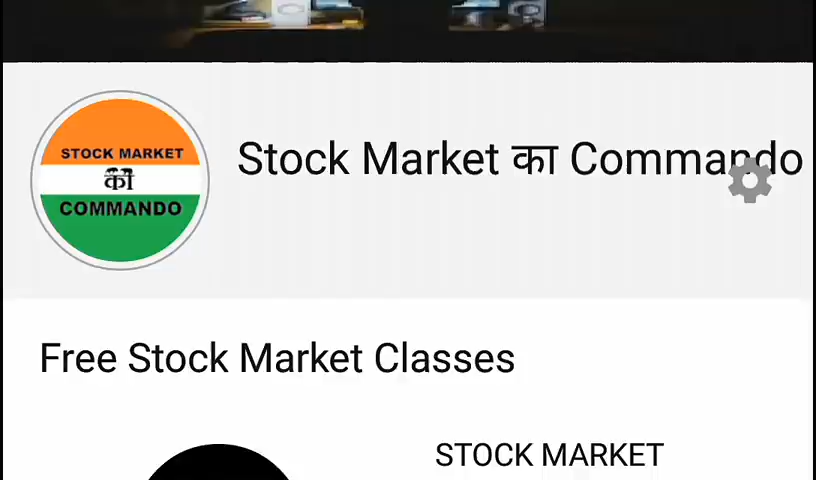 STOCK MARKET
की
COMMANDO
Stock Market का Commando
Free Stock Market Classes
STOCK MARKET